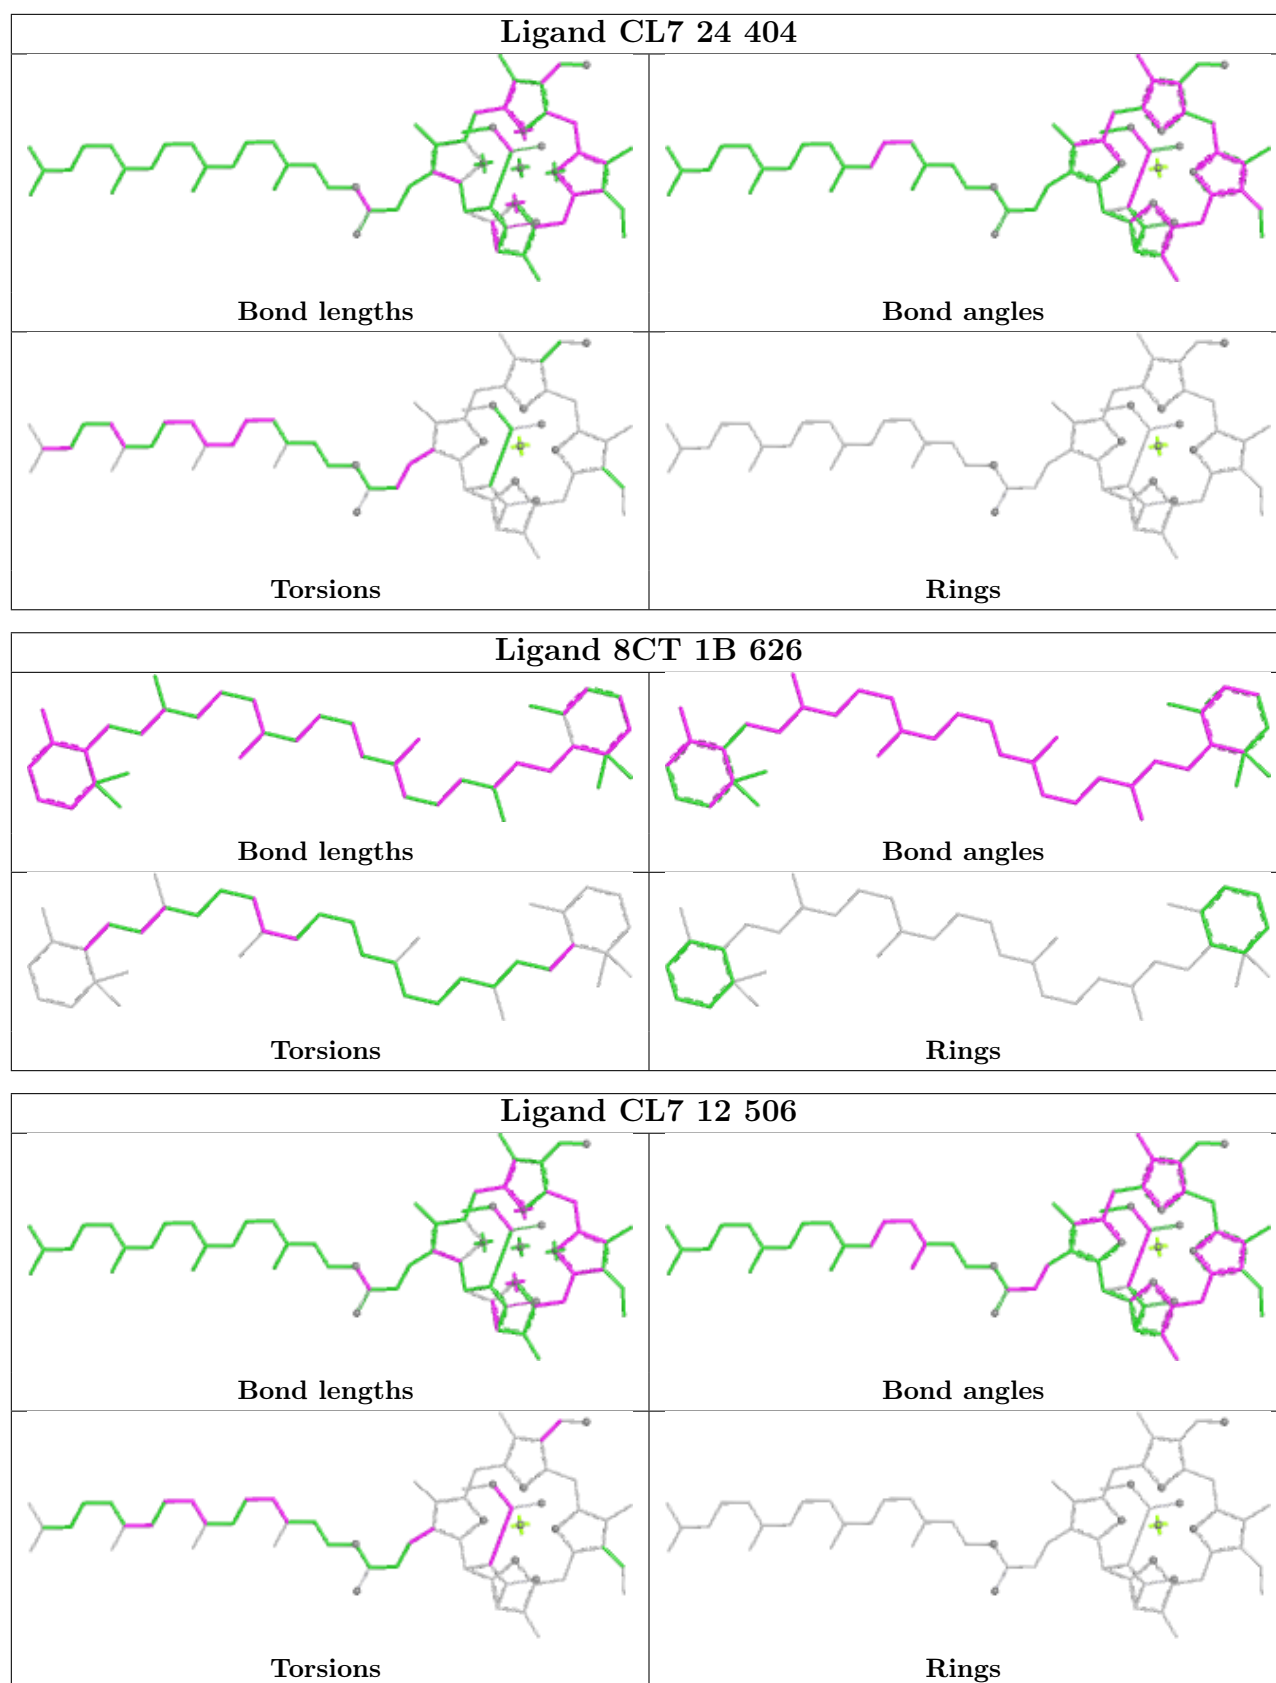 Ligand CL7 24 404
Bond lengths
Bond angles
Torsions
Rings
Ligand 8CT 1B 626
Bond lengths
Bond angles
Torsions
Rings
Ligand CL7 12 506
Bond lengths
Bond angles
Torsions
Rings